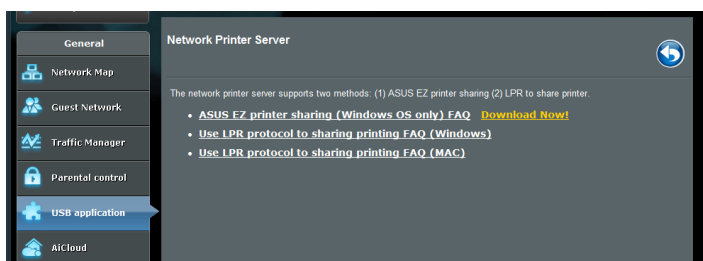 General
Network Map
Guest Network
Traffic Manager
Parental control
USB application
AiCloud
Network Printer Server
The network printer server supports two methods: (1) ASUS EZ printer sharing (2) LPR to share printer.
ASUS EZ printer sharing (Windows OS only) FAQ Download Now!
Use LPR protocol to sharing printing FAQ (Windows)
Use LPR protocol to sharing printing FAQ (MAC)